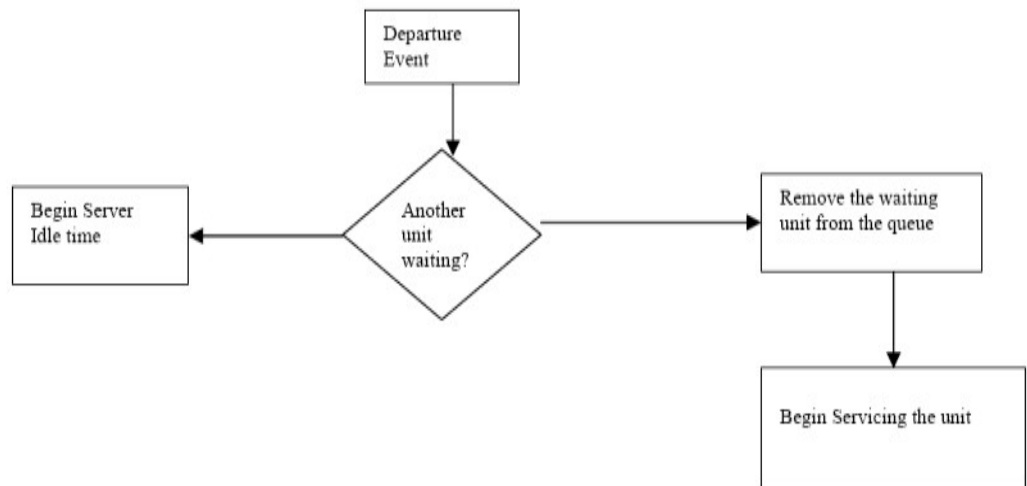 Departure
Event
Another
unit
waiting?
Begin Server
Idle time
Remove the waiting
unit from the queue
Begin Servicing the unit